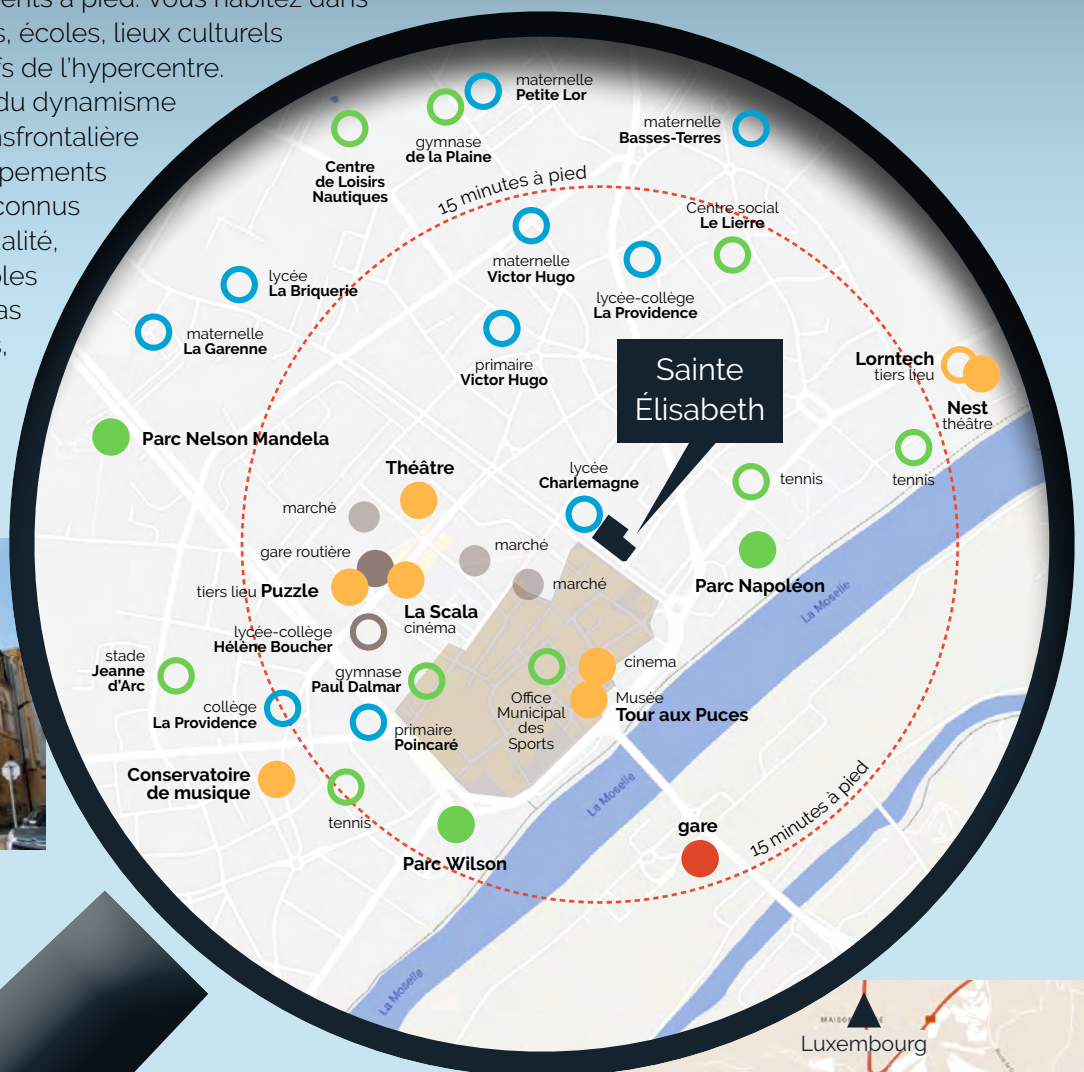 ents à pied. Vous habitez dans
s, écoles, lieux culturels
fs de l'hypercentre.
du dynamisme
nsfrontalière
pements
connus
alité,
oles
as
s,
maternelle
Petite Lor
gymnase
de la Plaine
Centre
de Loisirs
Nautiques
maternelle
Basses-Terres
15 minutes à pied
Centre social
Le Lierre
maternelle
Victor Hugo
lycée
La Briquerie
lycée-collège
La Providence
maternelle
La Garenne
primaire
Victor Hugo
Sainte
Élisabeth
Lorntech
tiers lieu
Nest
théâtre
Parc Nelson Mandela
Théâtre
lycée
Charlemagne
tennis
tennis
marché
gare routière
marché
marché
tiers lieu Puzzle
La Scala
cinéma
Parc Napoléon
La Moselle
lycée-collège
Hélène Boucher
stade
Jeanne
d'Arc
gymnase
Paul Dalmar
cinema
Office
Municipal
des
Sports
Musée
Tour aux Puces
collège
La Providence
primaire
Poincaré
Conservatoire
de musique
tennis
La Moselle
gare
15 minutes à pied
Parc Wilson
La Moselle
Luxembourg